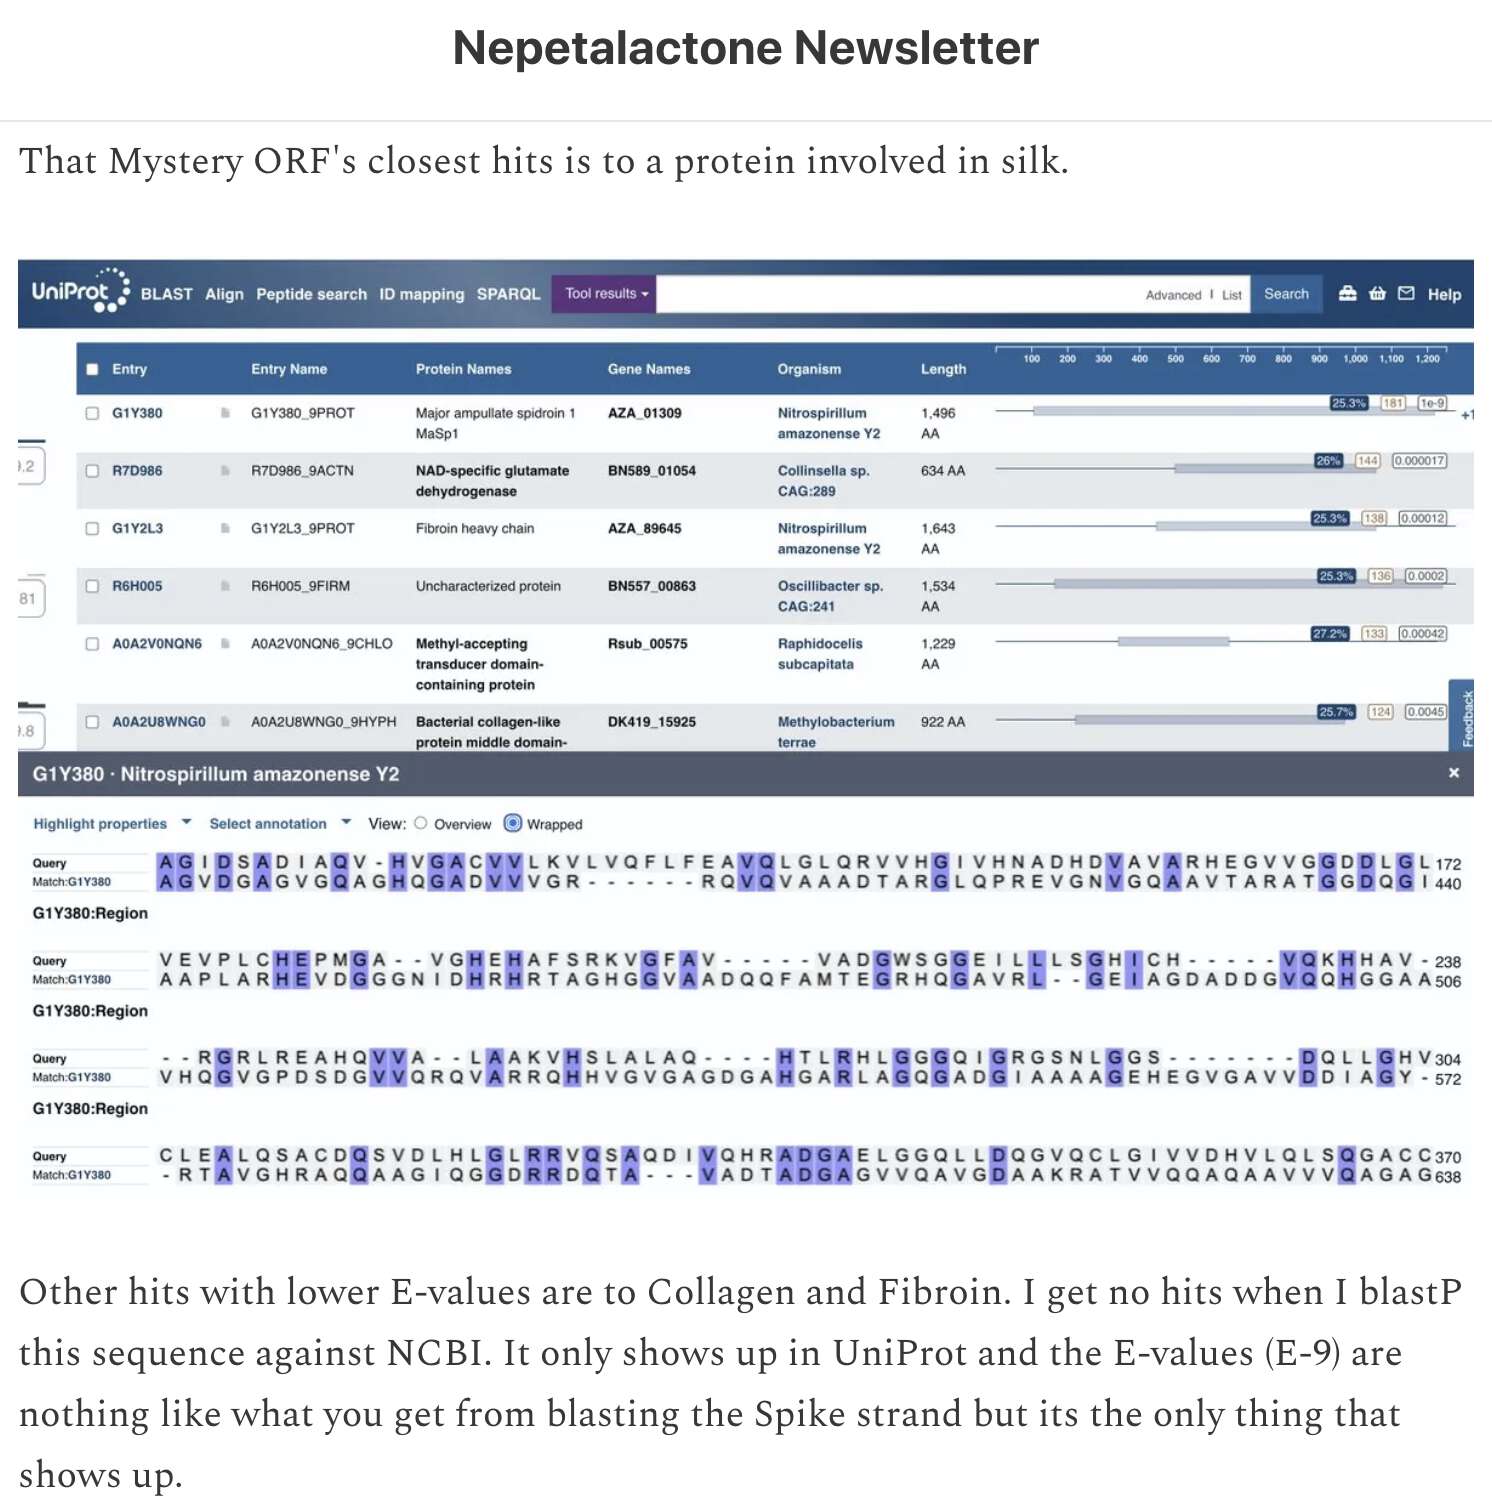 Nepetalactone Newsletter
That Mystery ORF's closest hits is to a protein involved in silk.
UniProt BLAST Align Peptide search ID mapping SPARQL Tool results Advanced | List Search Help
Entry Entry Name Protein Names Gene Names Organism Length 100 200 300 400 500 600 700 800 900 1,000 1,100 1,200
G1Y380 G1Y380_9PROT Major ampullate spidroin 1 AZA_01309 Nitrospirillum 1,496 25.3% 181 1e-9
MaSp1 amazonense Y2 AA +1
R7D986 R7D986_9ACTN NAD-specific glutamate BN589_01054 Collinsella sp. 634 AA 26% 144 0.000017
dehydrogenase CAG:289
G1Y2L3 G1Y2L3_9PROT Fibroin heavy chain AZA_89645 Nitrospirillum 1,643 25.3% 138 0.00012
amazonense Y2 AA
R6H005 R6H005_9FIRM Uncharacterized protein BN557_00863 Oscillibacter sp. 1,534 25.3% 136 0.0002
81 CAG:241 AA
A0A2V0NQN6 A0A2V0NQN6_9CHLO Methyl-accepting Rsub_00575 Raphidocelis 1,229 27.2% 133 0.00042
transducer domain- subcapitata AA
containing protein
A0A2U8WNG0 A0A2U8WNG0_9HYPH Bacterial collagen-like DK419_15925 Methylobacterium 922 AA 25.7% 124 0.0045
protein middle domain- terrae
Feedback
G1Y380 · Nitrospirillum amazonense Y2 ×
Highlight properties Select annotation View: Overview Wrapped
Query AGIDSADIAQV-HVGACVVLKVLVQFLFEAVQLGLQRVVHGIVHNADHDVAVARHEGVVGGDDLGL 172
Match:G1Y380 AGVDGAGVGQAGHQGADVVVGR------RQVQVAAADTARGLQPREVGNVGQAAVTARATGGDQGI 440
G1Y380:Region
Query VEVPLCHEPMGA--VGHEHAFSRKVGFAV-----VADGWSGGEILLLSGHICH-----VQKHHAV- 238
Match:G1Y380 AAPLARHEVDGGGNIDHRHRTAGHGGVAADQQFAMTEGRHQGAVRL--GEIAGDADDGVQQHGGAA 506
G1Y380:Region
Query --RGRLREAHQVVA--LAAKVHSLALAQ----HTLRHLGGGQIGRGSNLGGS-------DQLLGHV 304
Match:G1Y380 VHQGVGPDSDGVVQRQVARRQHHVGVGAGDGAHGARLAGQGADGIAAAAGEHEGVGAVVDDIAGY- 572
G1Y380:Region
Query CLEALQSACDQSVDLHLGLRRVQSAQDIVQHRADGAELGGQLLDQGVQCLGIVVDHVLQLSQGACC 370
Match:G1Y380 -RTAVGHRAQQAAGIQGGDRRDQTA---VADTADGAGVVQAVGDAAKRATVVQQAQAAVVVQAGAG 638
Other hits with lower E-values are to Collagen and Fibroin. I get no hits when I blastP
this sequence against NCBI. It only shows up in UniProt and the E-values (E-9) are
nothing like what you get from blasting the Spike strand but its the only thing that
shows up.